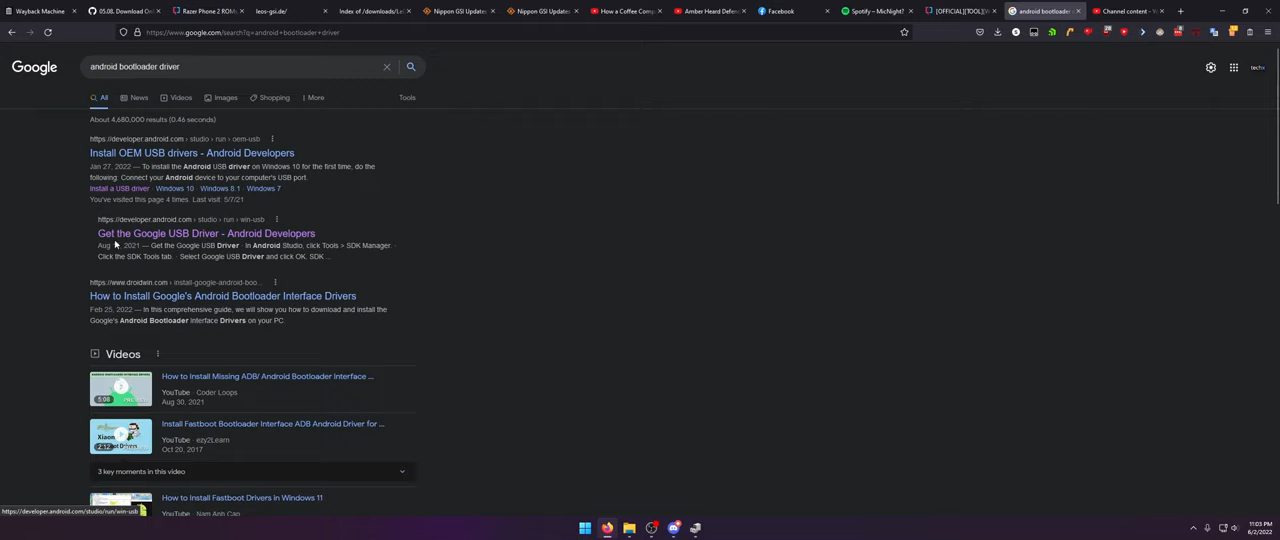 Wayback Machine
05.08. Download On
Razer Phone 2 ROM
leos-gsi.de/
Index of /downloads/Le
Nippon GSI Updates
Nippon GSI Updates
How a Coffee Comp
Amber Heard Defen
Facebook
Spotify – McNight?
[OFFICIAL][TOOL][W
android bootloader
Channel content - Yo
https://www.google.com/search?q=android+bootloader+driver
Google
android bootloader driver
techx
All
News
Videos
Images
Shopping
More
Tools
About 4,680,000 results (0.46 seconds)
https://developer.android.com › studio › run › oem-usb
Install OEM USB drivers - Android Developers
Jan 27, 2022 — To install the Android USB driver on Windows 10 for the first time, do the
following: Connect your Android device to your computer's USB port.
Install a USB driver · Windows 10 · Windows 8.1 · Windows 7
You've visited this page 4 times. Last visit: 5/7/21
https://developer.android.com › studio › run › win-usb
Get the Google USB Driver - Android Developers
Aug 2021 — Get the Google USB Driver · In Android Studio, click Tools > SDK Manager. ·
Click the SDK Tools tab. · Select Google USB Driver and click OK. SDK ...
https://www.droidwin.com › install-google-android-boo...
How to Install Google's Android Bootloader Interface Drivers
Feb 25, 2022 — In this comprehensive guide, we will show you how to download and install the
Google's Android Bootloader Interface Drivers on your PC.
Videos
How to Install Missing ADB/ Android Bootloader Interface ...
YouTube · Coder Loops
Aug 30, 2021
5:08
PREVIEW
Install Fastboot Bootloader Interface ADB Android Driver for ...
YouTube · ezy2Learn
Oct 20, 2017
2:12
3 key moments in this video
How to Install Fastboot Drivers in Windows 11
YouTube · Nam Anh Cap
https://developer.android.com/studio/run/win-usb
11:03 PM
6/2/2022